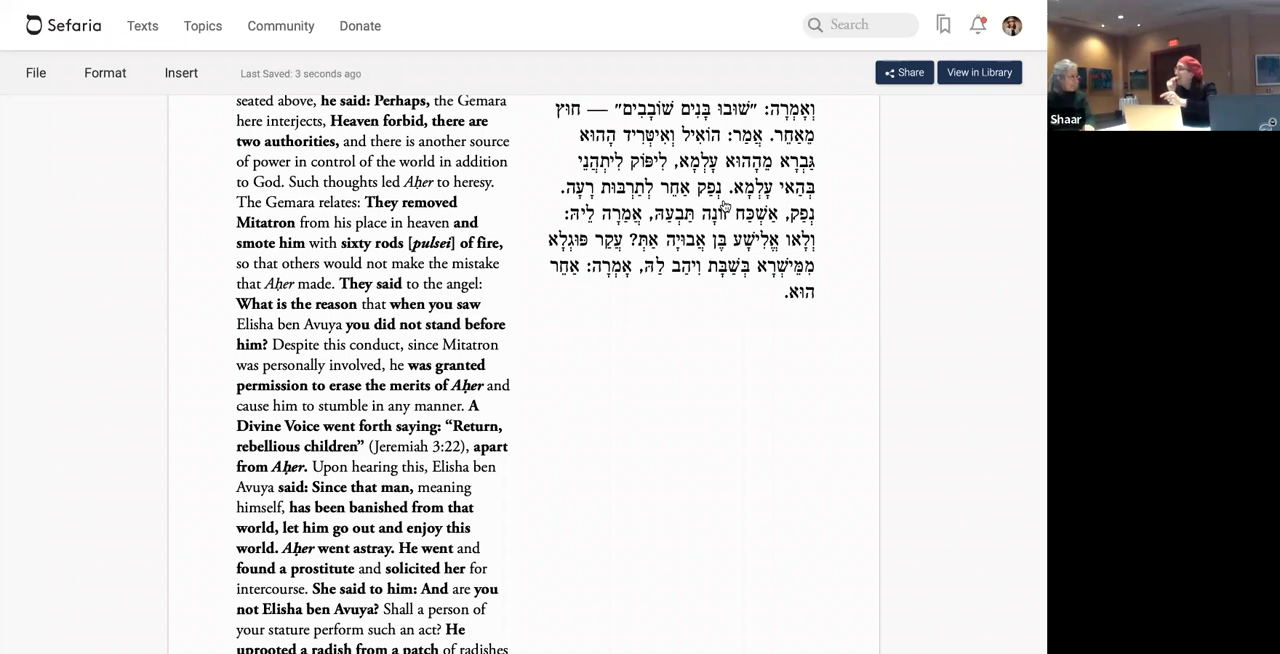 Sefaria
Texts
Topics
Community
Donate
Search
File
Format
Insert
Last Saved: 3 seconds ago
Share
View in Library
seated above, he said: Perhaps, the Gemara
here interjects, Heaven forbid, there are
two authorities, and there is another source
of power in control of the world in addition
to God. Such thoughts led Aḥer to heresy.
The Gemara relates: They removed
Mitatron from his place in heaven and
smote him with sixty rods [pulsei] of fire,
so that others would not make the mistake
that Aḥer made. They said to the angel:
What is the reason that when you saw
Elisha ben Avuya you did not stand before
him? Despite this conduct, since Mitatron
was personally involved, he was granted
permission to erase the merits of Aḥer and
cause him to stumble in any manner. A
Divine Voice went forth saying: “Return,
rebellious children” (Jeremiah 3:22), apart
from Aḥer. Upon hearing this, Elisha ben
Avuya said: Since that man, meaning
himself, has been banished from that
world, let him go out and enjoy this
world. Aḥer went astray. He went and
found a prostitute and solicited her for
intercourse. She said to him: And are you
not Elisha ben Avuya? Shall a person of
your stature perform such an act? He
uprooted a radish from a patch of radishes
וְאָמְרָה: ״שׁוּבוּ בָּנִים שׁוֹבָבִים״ — חוּץ
מֵאַחֵר. אֲמַר: הוֹאִיל וְאִיטְּרִיד הָהוּא
גַּבְרָא מֵהָהוּא עָלְמָא, לִיפּוֹק לִיתְהֲנֵי
בְּהַאי עָלְמָא. נְפַק אַחֵר לְתַרְבּוּת רָעָה.
נְפַק, אַשְׁכַּח זוֹנָה תַּבְעַהּ, אֲמַרָה לֵיהּ:
וְלָאו אֱלִישָׁע בֶּן אֲבוּיָה אַתְּ? עֲקַר פּוּגְלָא
מִמֵּישְׁרָא בְּשַׁבָּת וִיהַב לַהּ, אָמְרָה: אַחֵר
הוּא.
Shaar